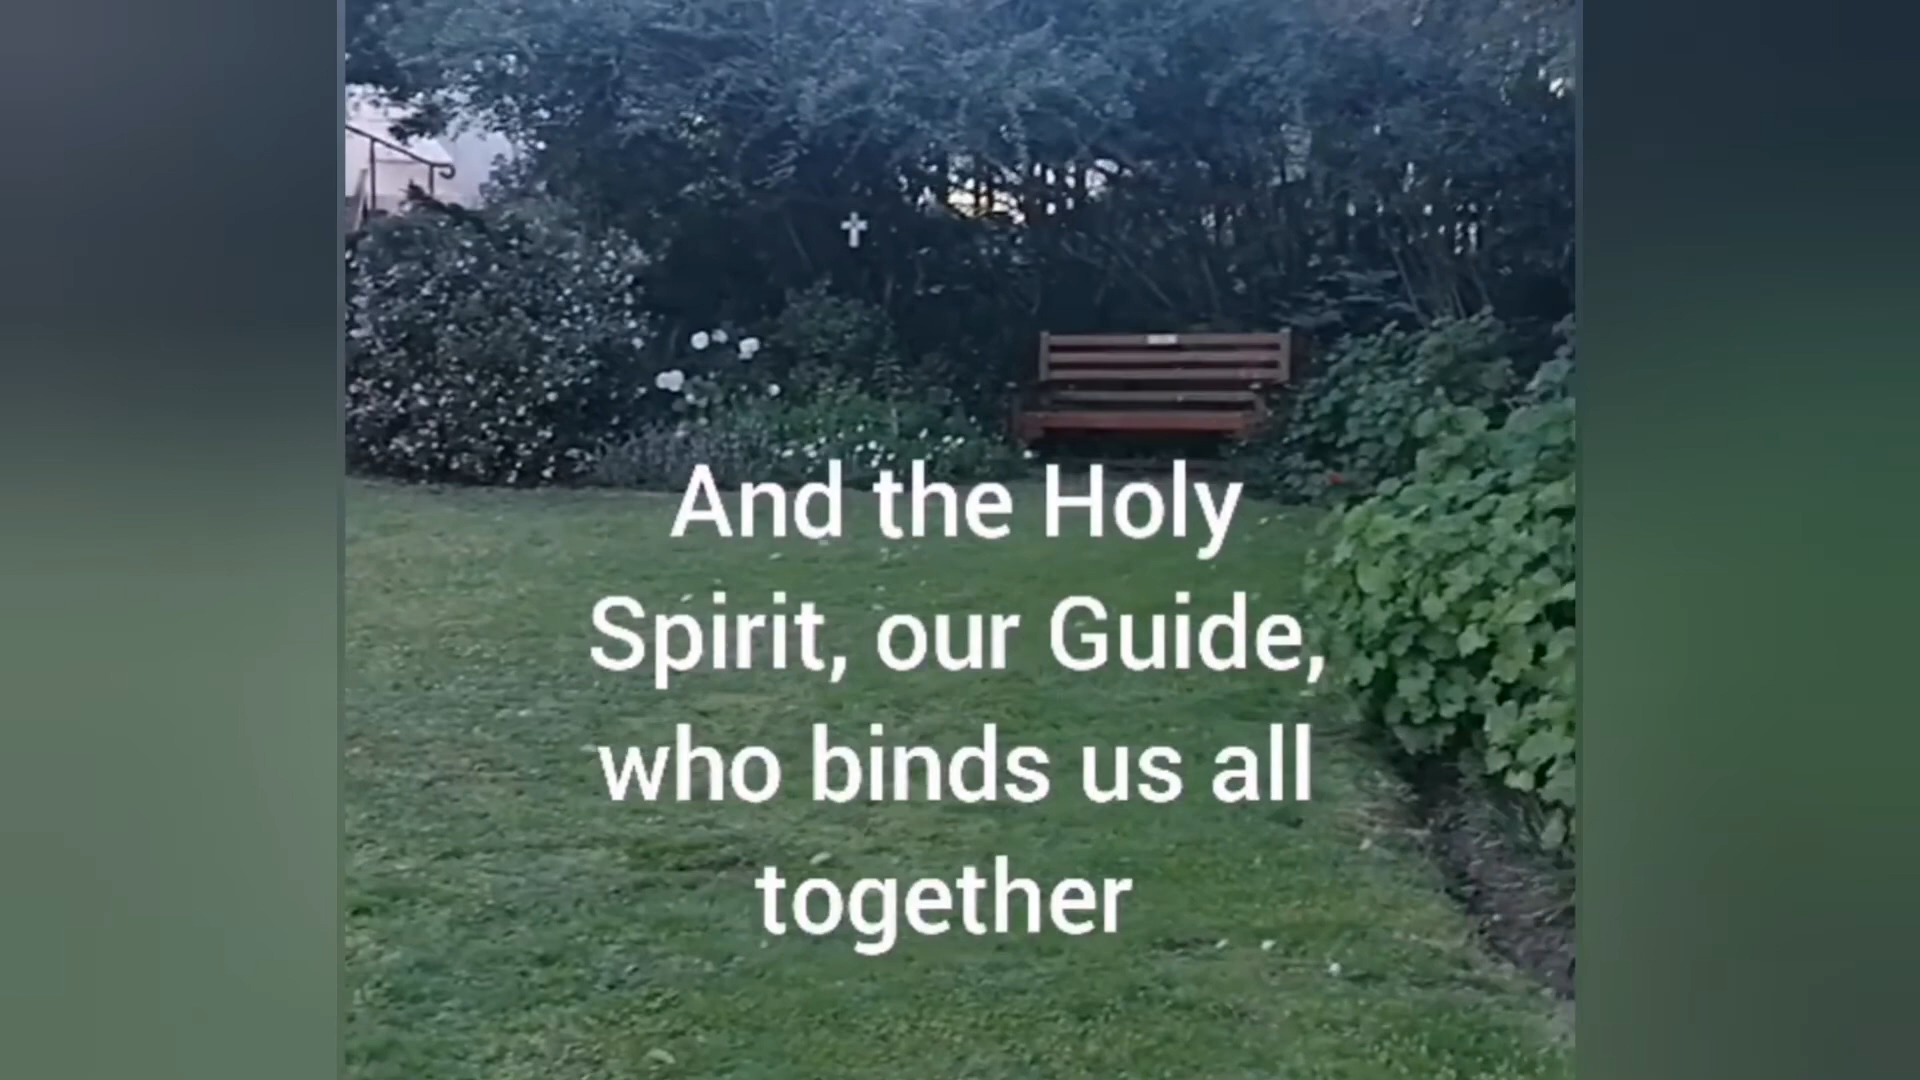 And the Holy
Spirit, our Guide,
who binds us all
together